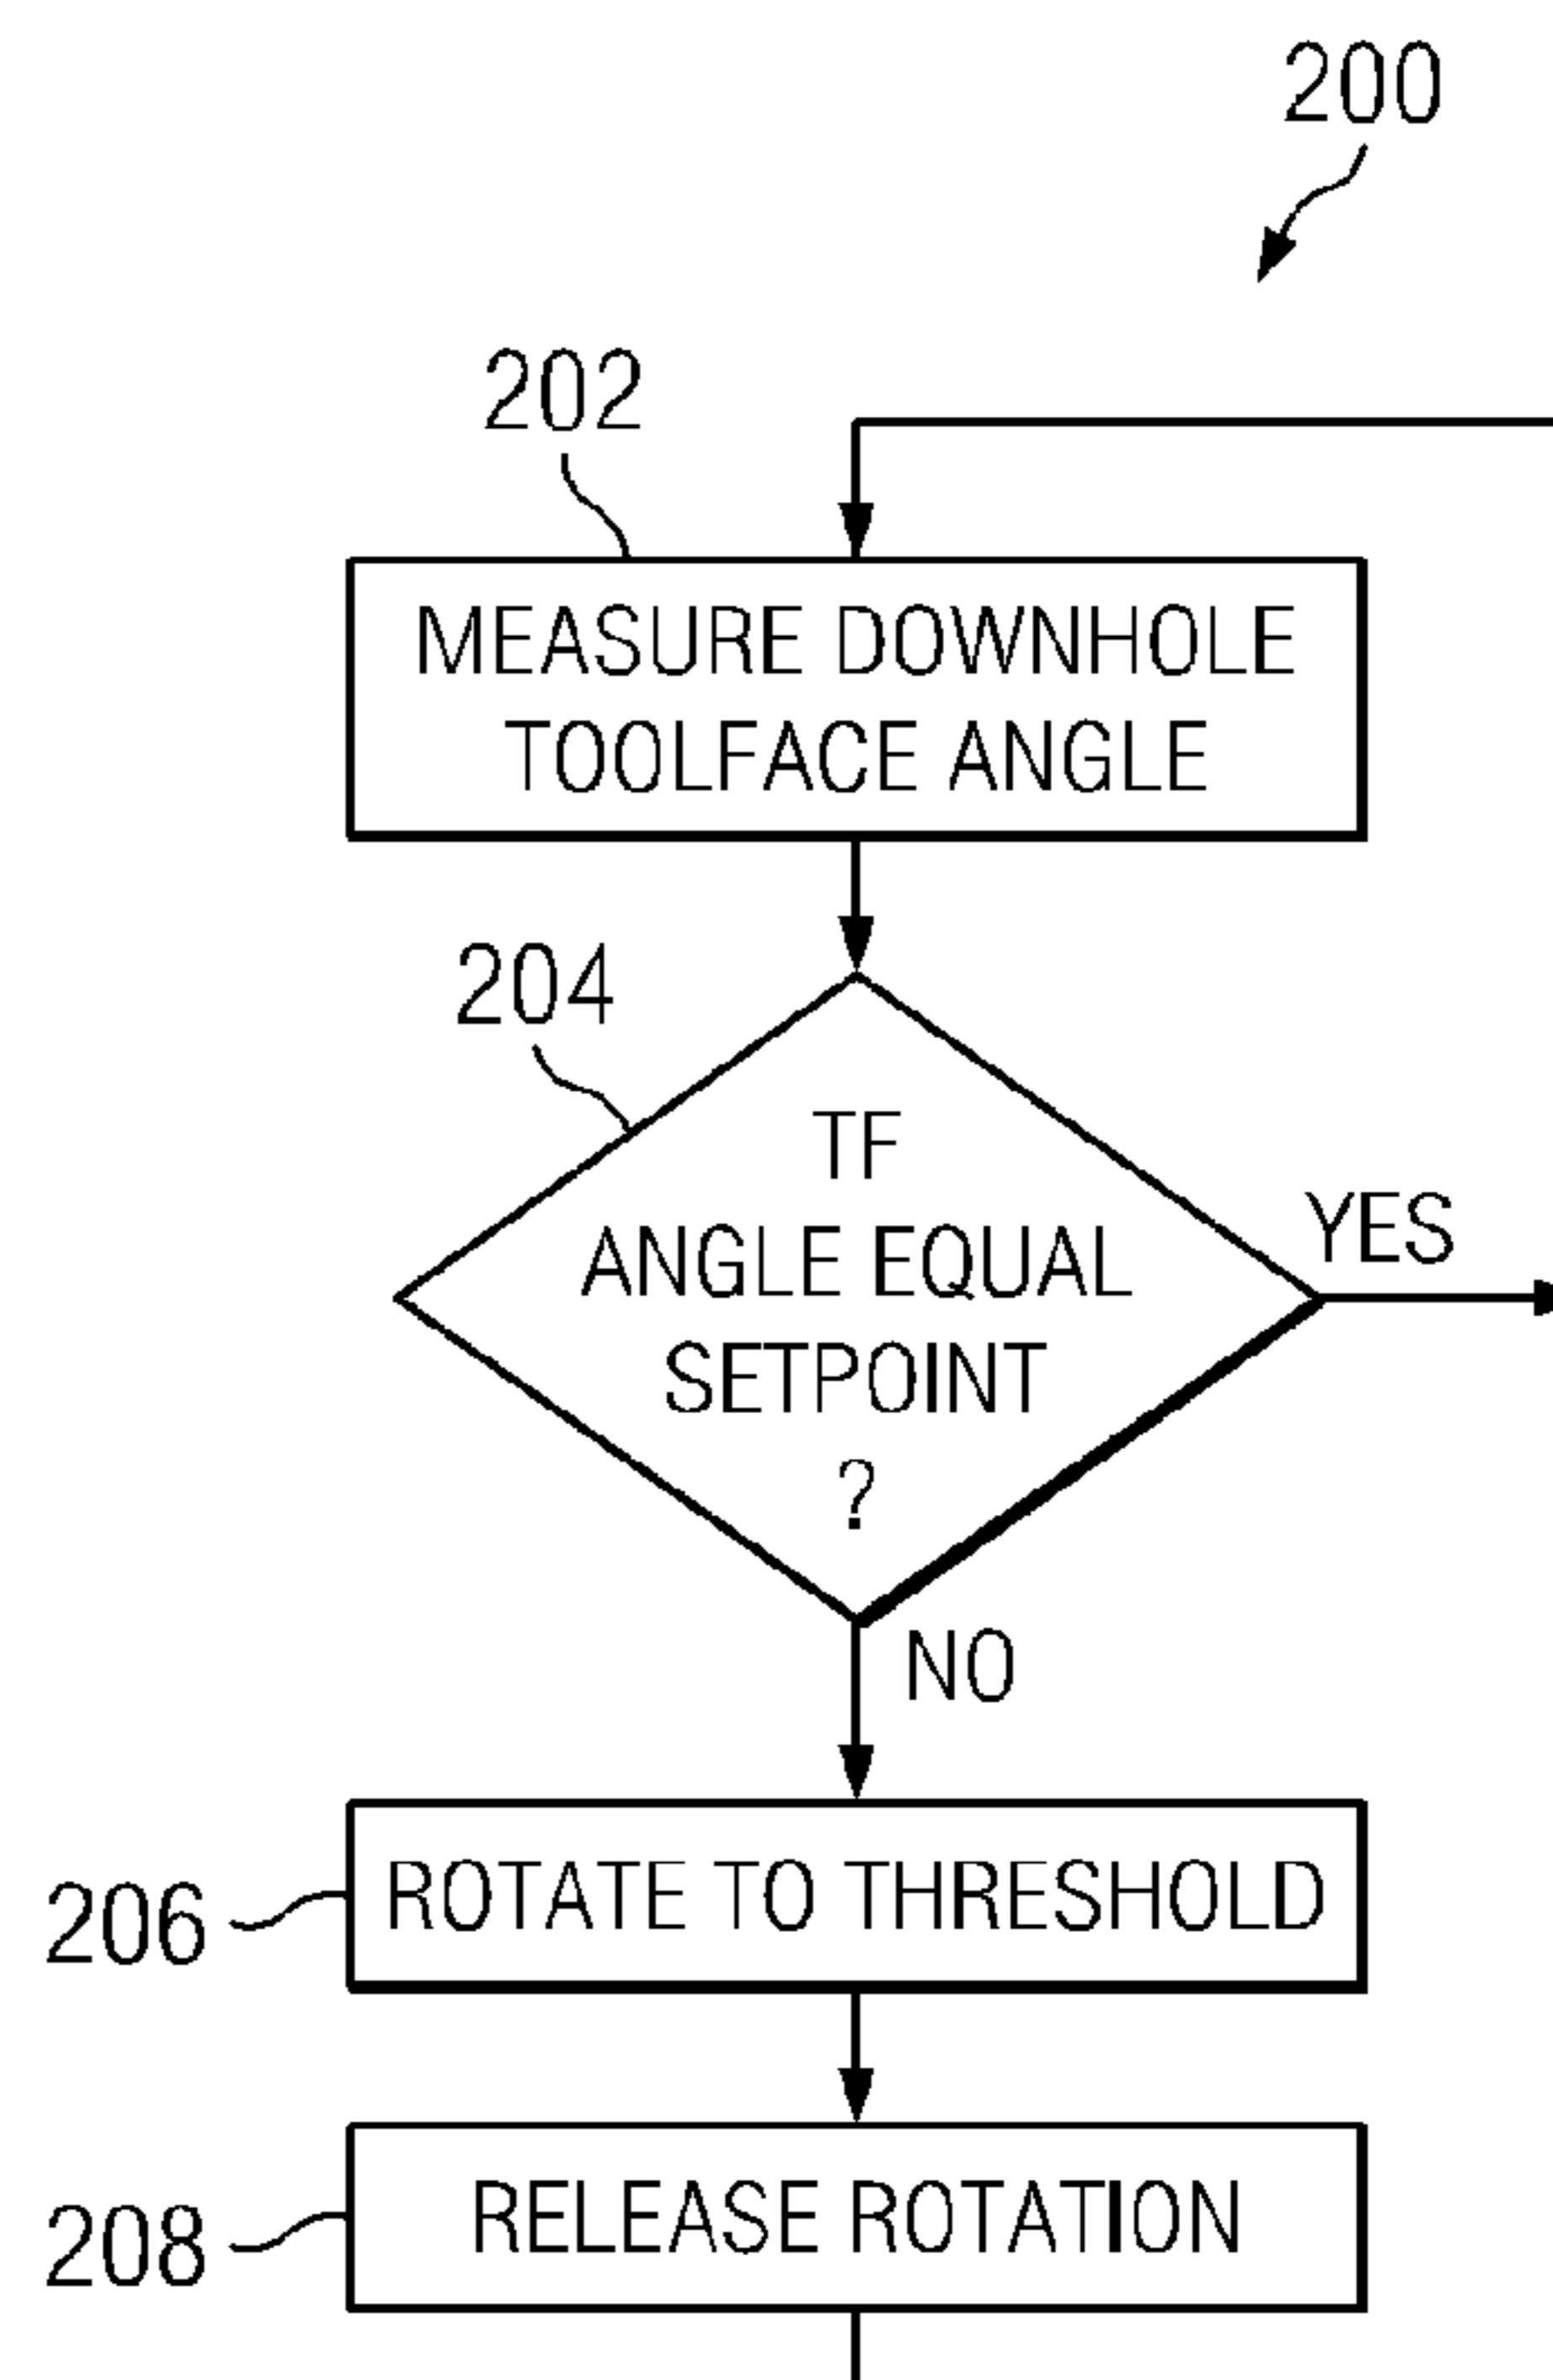 200
202
MEASURE DOWNHOLE
TOOLFACE ANGLE
204
TF
ANGLE EQUAL
SETPOINT
?
YES
NO
206
ROTATE TO THRESHOLD
208
RELEASE ROTATION